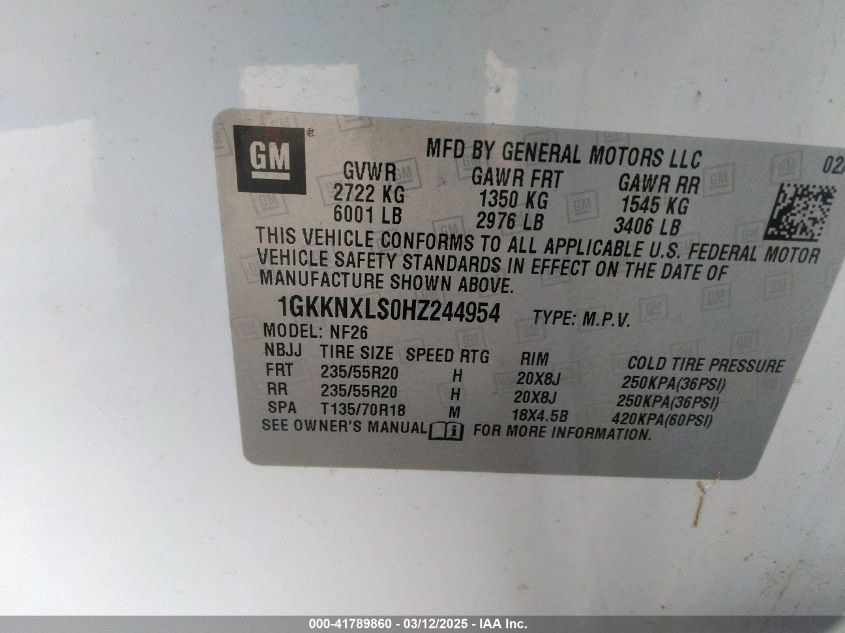 GM
MFD BY GENERAL MOTORS LLC
GVWR GAWR FRT GAWR RR
2722 KG 1350 KG 1545 KG
6001 LB 2976 LB 3406 LB
THIS VEHICLE CONFORMS TO ALL APPLICABLE U.S. FEDERAL MOTOR
VEHICLE SAFETY STANDARDS IN EFFECT ON THE DATE OF
MANUFACTURE SHOWN ABOVE.
1GKKNXLS0HZ244954 TYPE: M.P.V.
MODEL: NF26
NBJJ TIRE SIZE SPEED RTG RIM COLD TIRE PRESSURE
FRT 235/55R20 H 20X8J 250KPA(36PSI)
RR 235/55R20 H 20X8J 250KPA(36PSI)
SPA T135/70R18 M 18X4.5B 420KPA(60PSI)
SEE OWNER'S MANUAL FOR MORE INFORMATION.
000-41789860 - 03/12/2025 - IAA Inc.